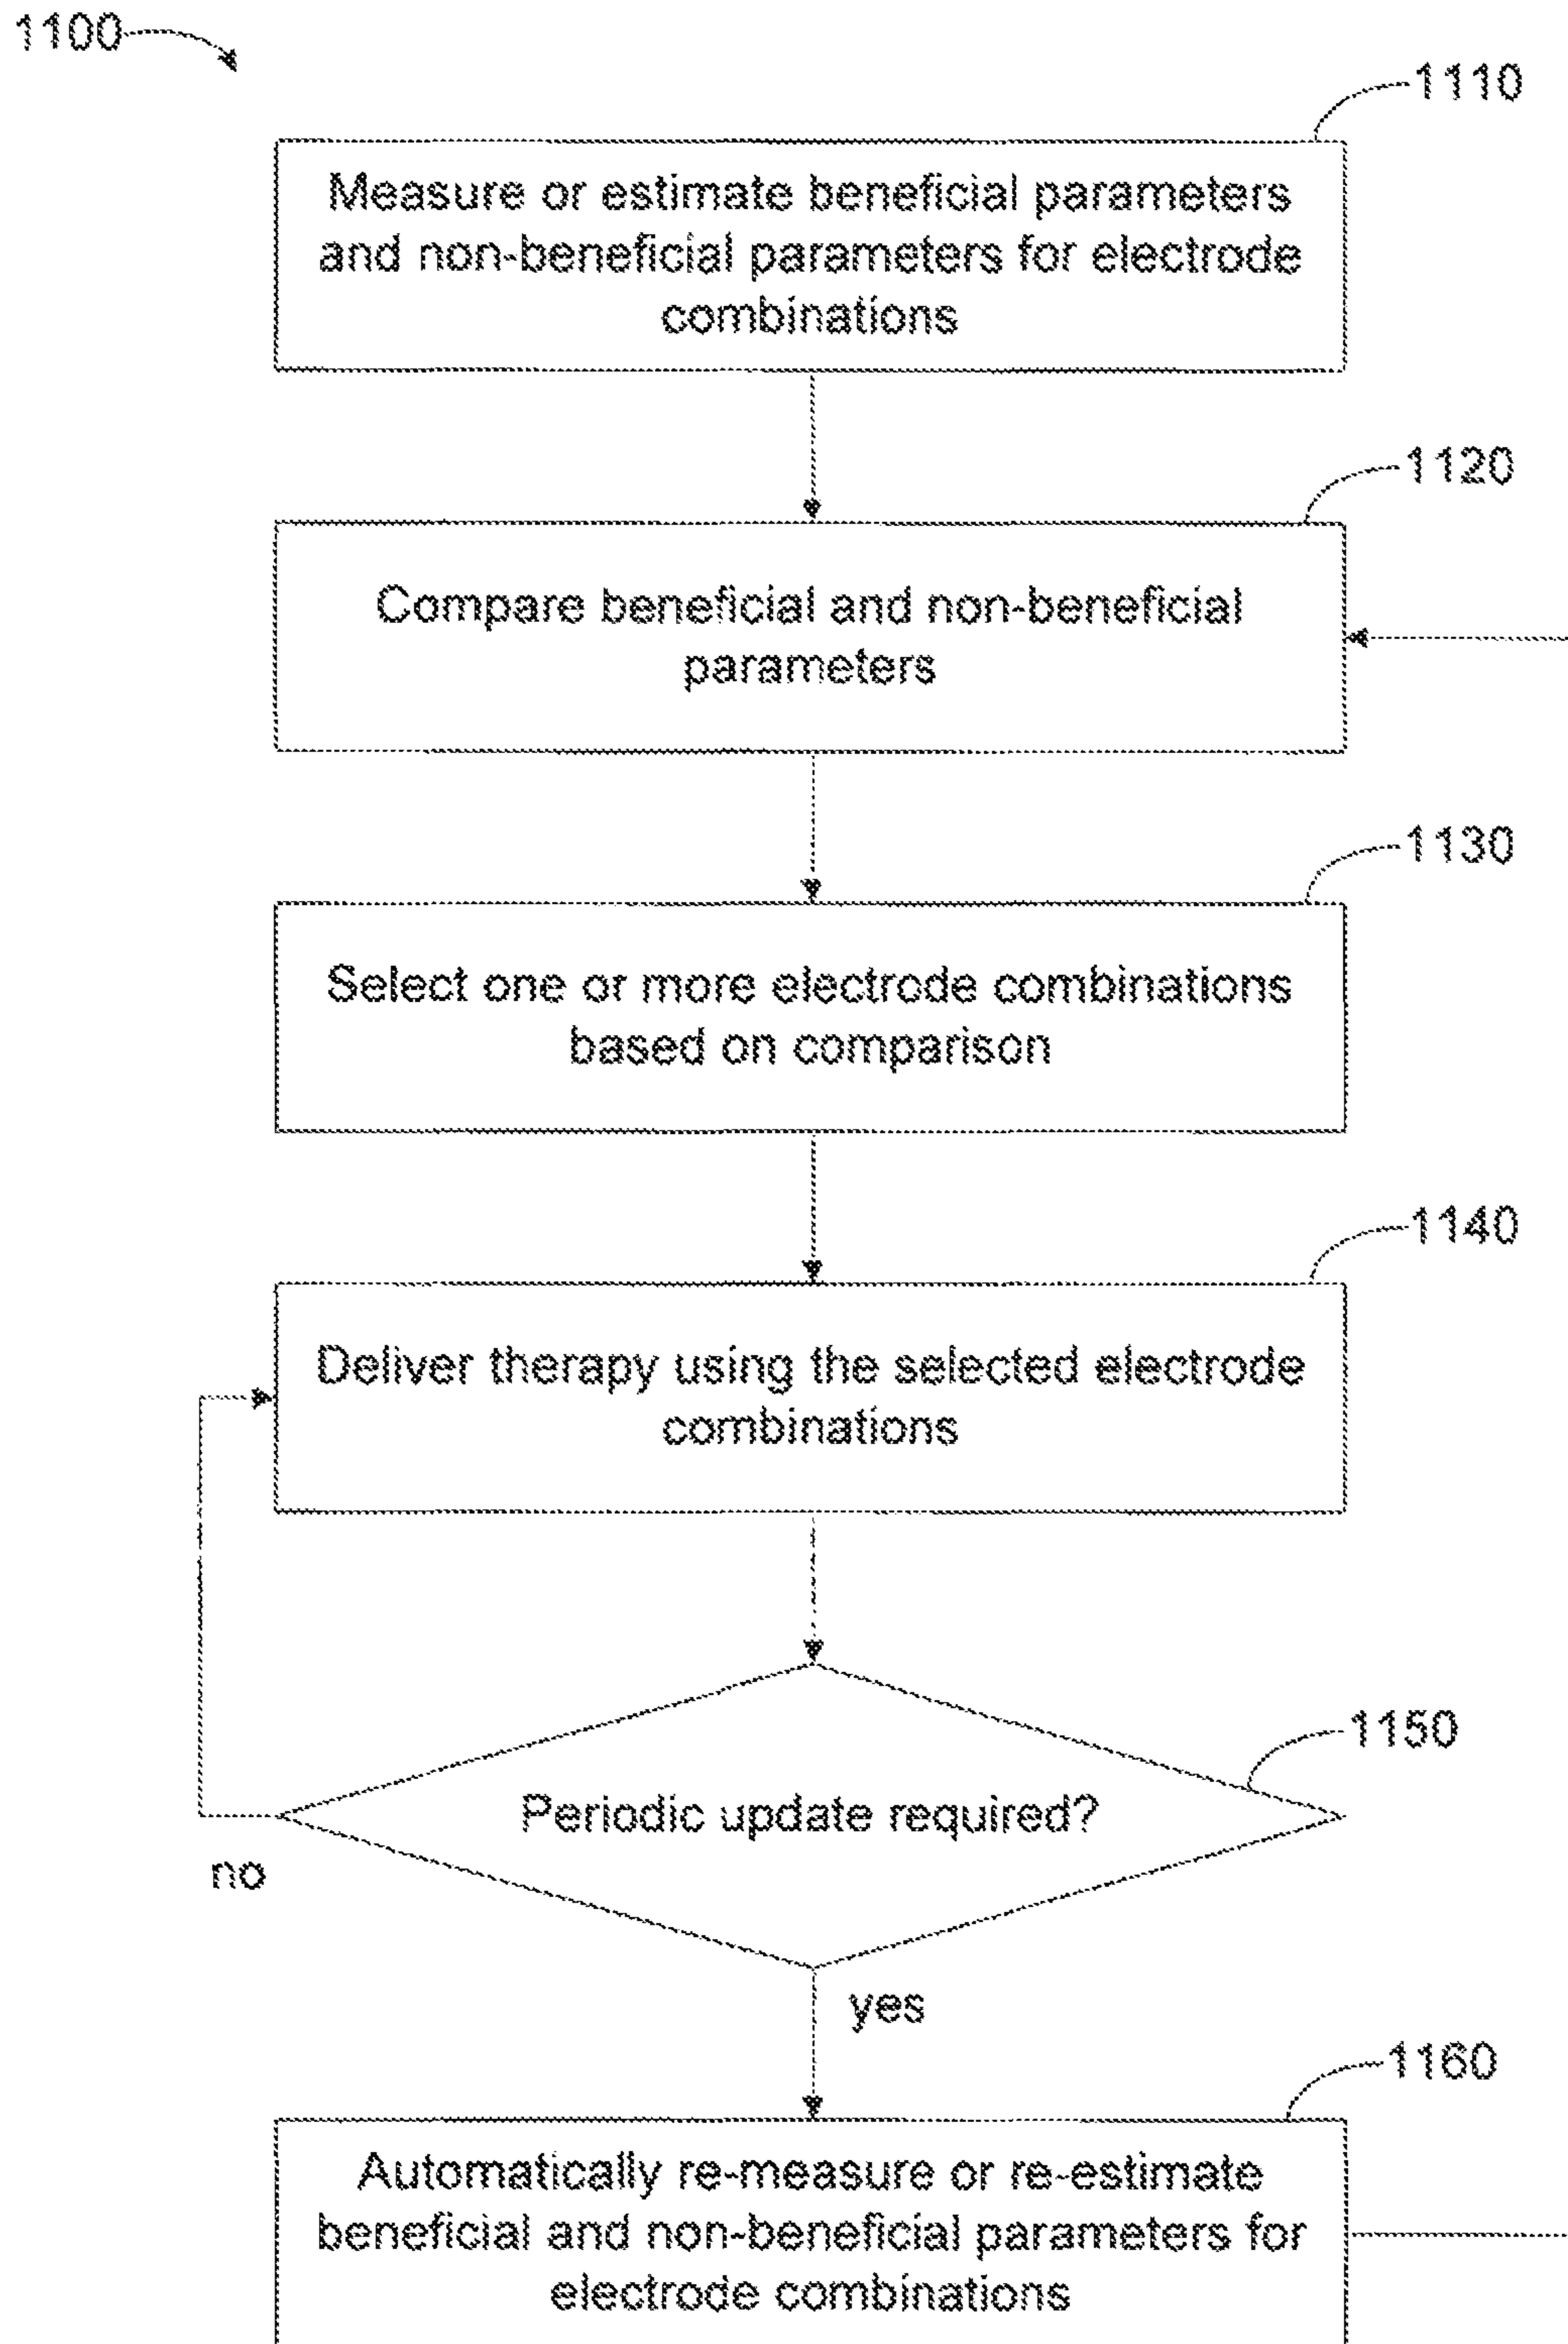 1100
1110
Measure or estimate beneficial parameters
and non-beneficial parameters for electrode
combinations
1120
Compare beneficial and non-beneficial
parameters
1130
Select one or more electrode combinations
based on comparison
1140
Deliver therapy using the selected electrode
combinations
1150
Periodic update required?
no
yes
1160
Automatically re-measure or re-estimate
beneficial and non-beneficial parameters for
electrode combinations